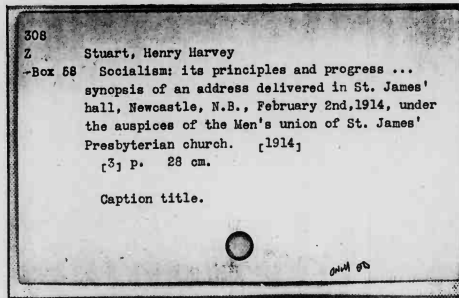 308
Z Stuart, Henry Harvey
-Box 58 Socialism: its principles and progress ...
synopsis of an address delivered in St. James'
hall, Newcastle, N.B., February 2nd,1914, under
the auspices of the Men's union of St. James'
Presbyterian church. [1914]
[3] p. 28 cm.
Caption title.